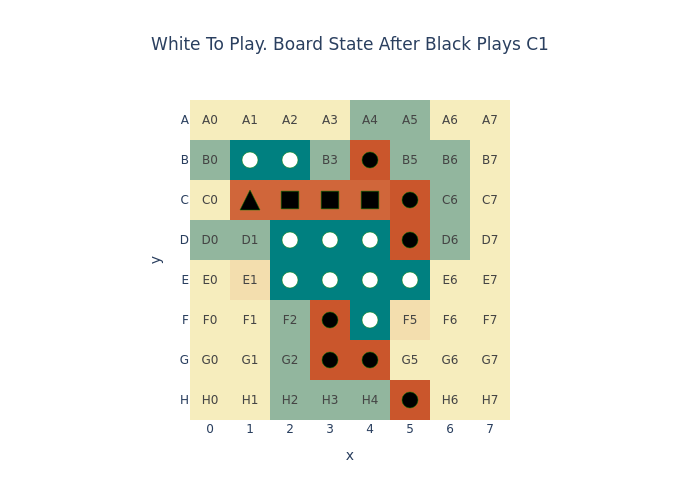 White To Play. Board State After Black Plays C1
A A0 A1 A2 A3 A4 A5 A6 A7
B B0 B3 B5 B6 B7
C C0 C6 C7
D D0 D1 D6 D7
y
E E0 E1 E6 E7
F F0 F1 F2 F5 F6 F7
G G0 G1 G2 G5 G6 G7
H H0 H1 H2 H3 H4 H6 H7
0 1 2 3 4 5 6 7
x